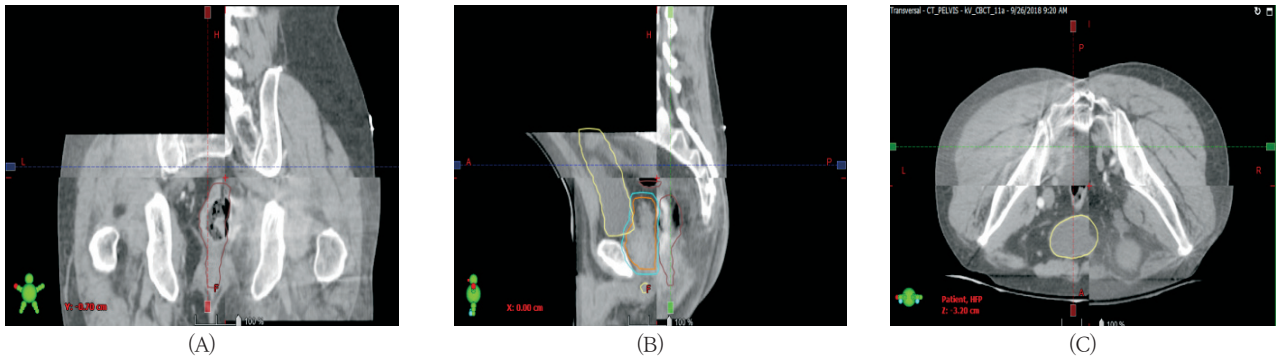 H
L
F
Y: -0.70 cm
100 %
(A)
H
A
P
F
X: 0.00 cm
100 %
(B)
Transversal - CT_PELVIS - kV_CBCT_11a - 9/26/2018 9:20 AM
I
P
L
R
A
Patient, HFP
Z: -3.20 cm
100 %
(C)